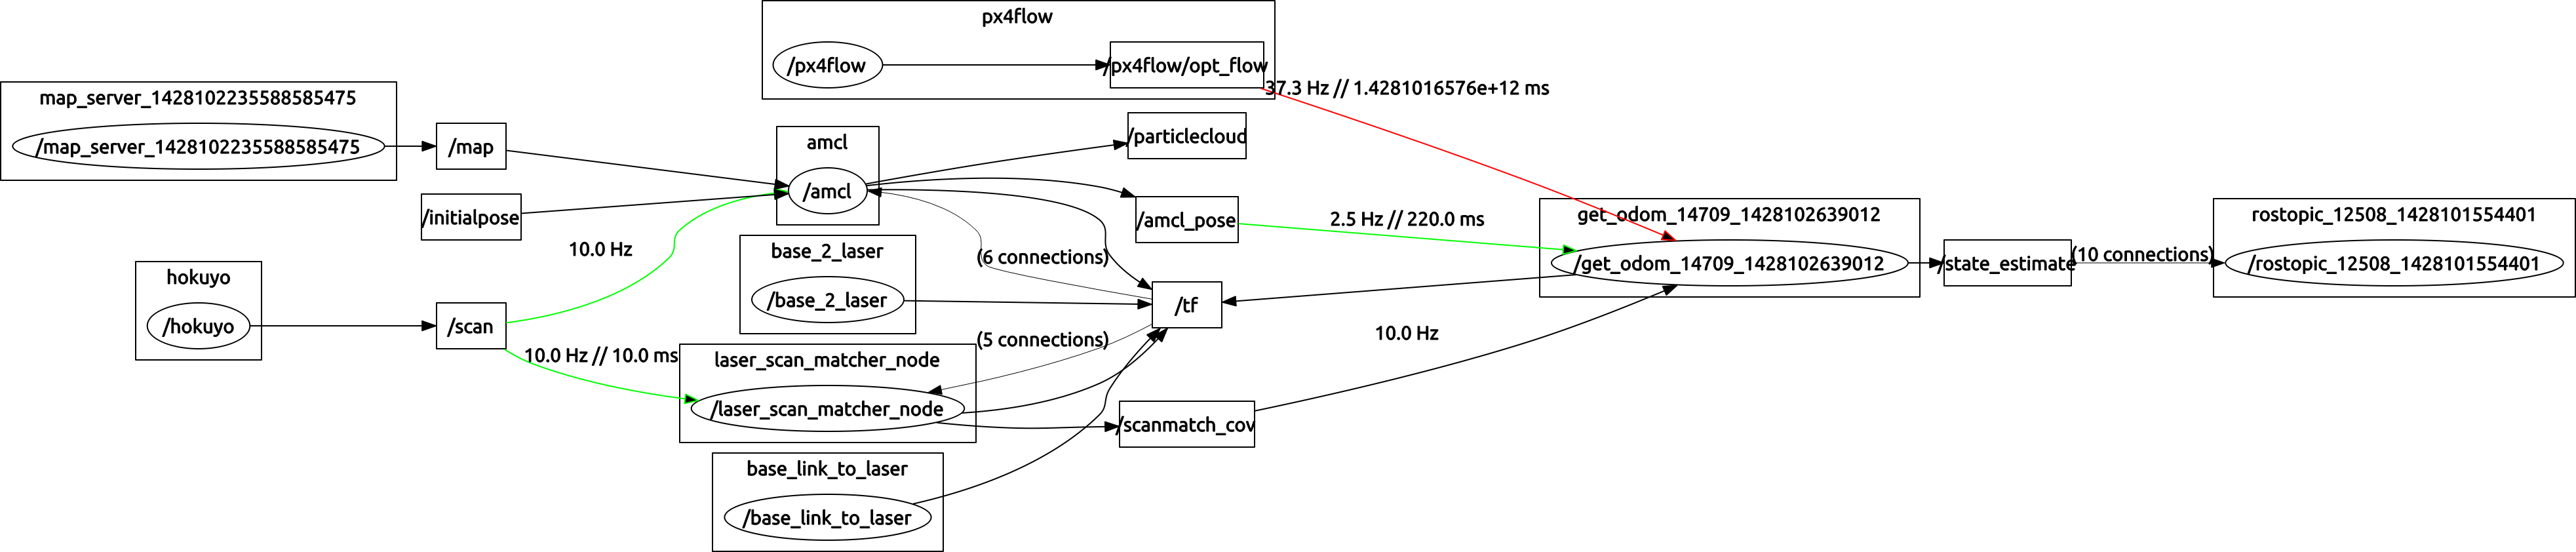 px4flow
/px4flow
/px4flow/opt_flow
37.3 Hz // 1.4281016576e+12 ms
map_server_1428102235588585475
/map_server_1428102235588585475
/map
/initialpose
amcl
/amcl
/particlecloud
/amcl_pose
2.5 Hz // 220.0 ms
10.0 Hz
hokuyo
/hokuyo
/scan
10.0 Hz // 10.0 ms
base_2_laser
/base_2_laser
(6 connections)
/tf
(5 connections)
laser_scan_matcher_node
/laser_scan_matcher_node
/scanmatch_cov
10.0 Hz
base_link_to_laser
/base_link_to_laser
get_odom_14709_1428102639012
/get_odom_14709_1428102639012
/state_estimate
(10 connections)
rostopic_12508_1428101554401
/rostopic_12508_1428101554401